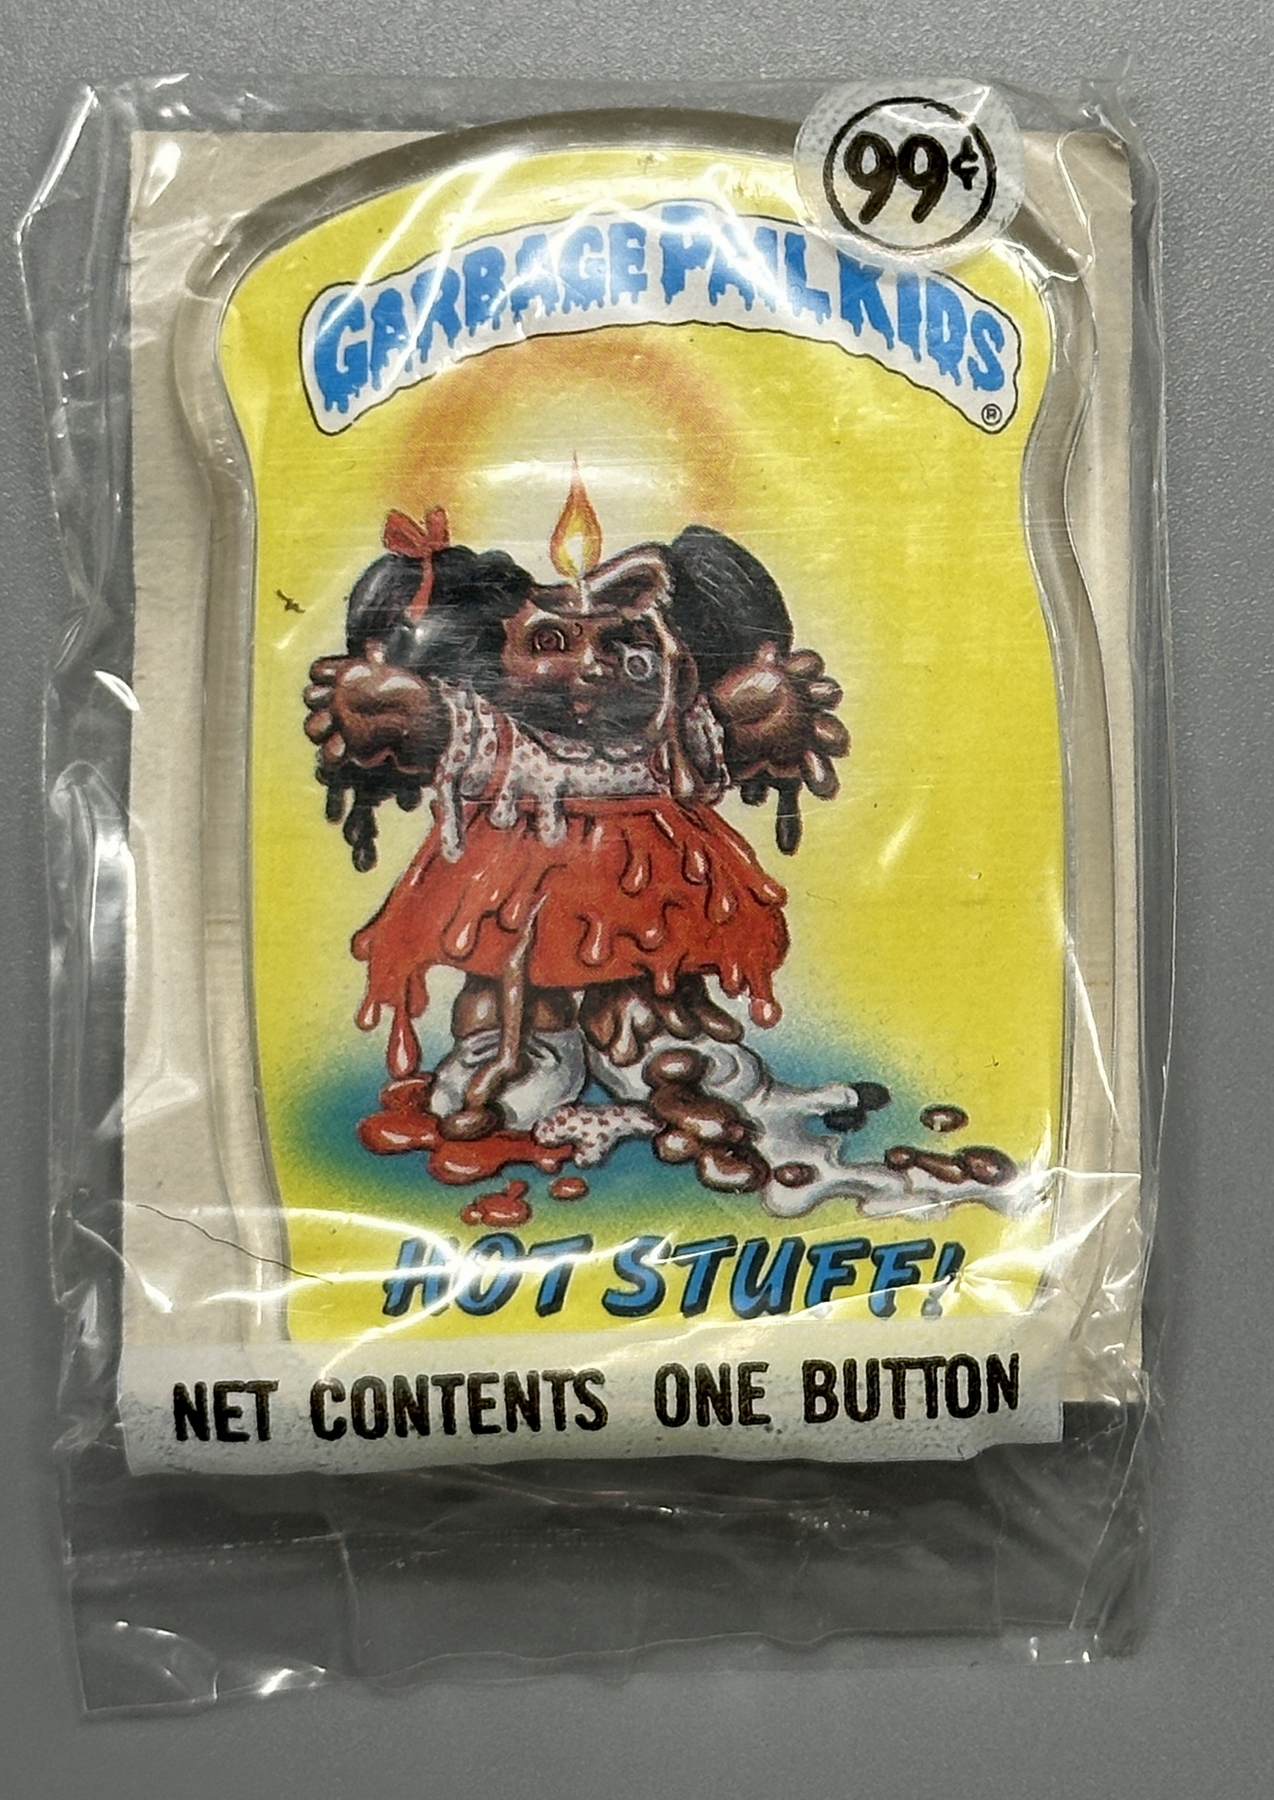 99¢
GARBAGE PAIL KIDS
®
HOT STUFF!
NET CONTENTS ONE BUTTON